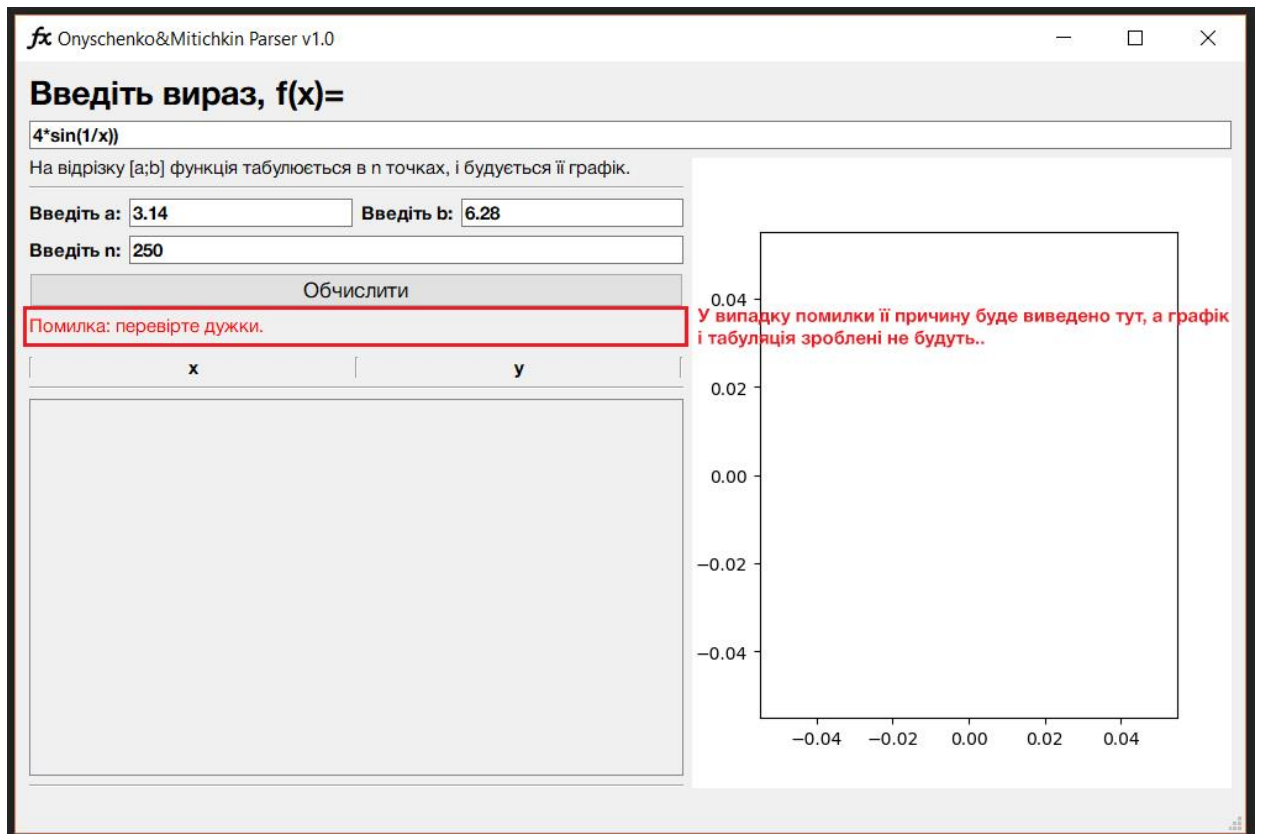 fx Onyschenko&Mitichkin Parser v1.0
Введіть вираз, f(x)=
4*sin(1/x))
На відрізку [a;b] функція табулюється в n точках, і будується її графік.
Введіть a: 3.14 Введіть b: 6.28
Введіть n: 250
Обчислити
Помилка: перевірте дужки.
x y
0.04
У випадку помилки її причину буде виведено тут, а графік
і табуляція зроблені не будуть..
0.02
0.00
−0.02
−0.04
−0.04 −0.02 0.00 0.02 0.04